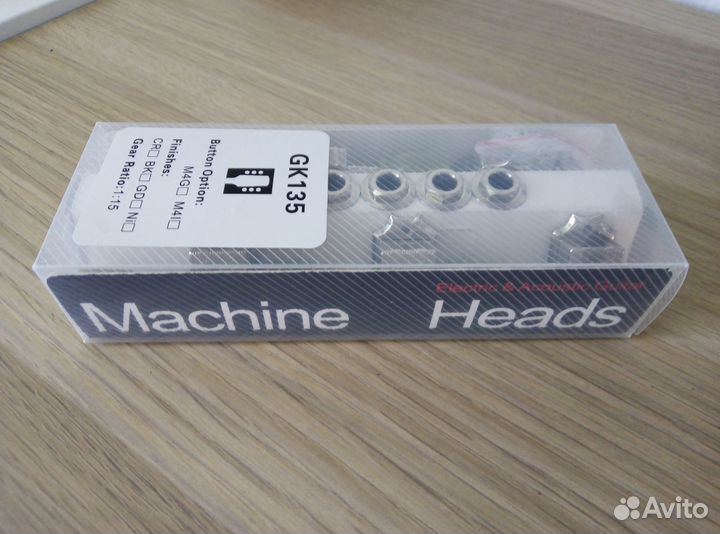 GK135
Button Option:
M4G□ M4I□
Finishes:
CR□ BK□ GD□ Ni□
Gear Ratio:1:15
Electric & Acoustic Guitar
Machine Heads
Avito